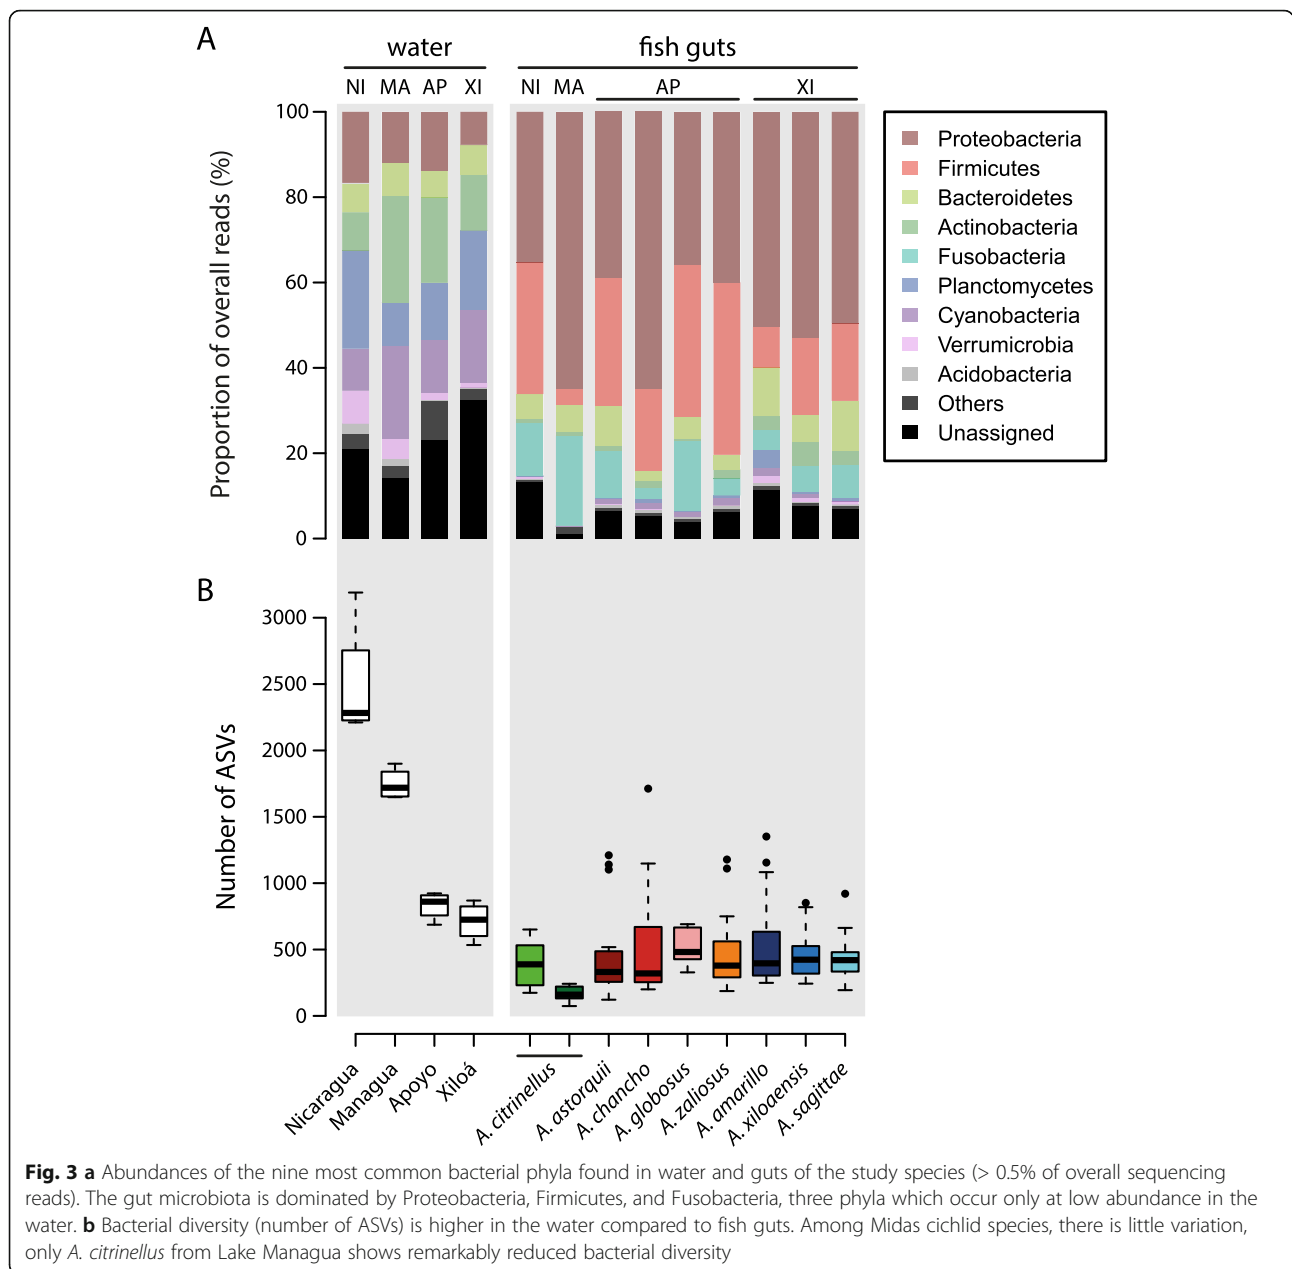 A
water
fish guts
NI MA AP XI
NI MA AP XI
100
80
60
40
20
0
Proportion of overall reads (%)
Proteobacteria
Firmicutes
Bacteroidetes
Actinobacteria
Fusobacteria
Planctomycetes
Cyanobacteria
Verrumicrobia
Acidobacteria
Others
Unassigned
B
3000
2500
2000
1500
1000
500
0
Number of ASVs
Nicaragua
Managua
Apoyo
Xiloá
A. citrinellus
A. astorquii
A. chancho
A. globosus
A. zaliosus
A. amarillo
A. xiloaensis
A. sagittae
Fig. 3 a Abundances of the nine most common bacterial phyla found in water and guts of the study species (> 0.5% of overall sequencing
reads). The gut microbiota is dominated by Proteobacteria, Firmicutes, and Fusobacteria, three phyla which occur only at low abundance in the
water. b Bacterial diversity (number of ASVs) is higher in the water compared to fish guts. Among Midas cichlid species, there is little variation,
only A. citrinellus from Lake Managua shows remarkably reduced bacterial diversity